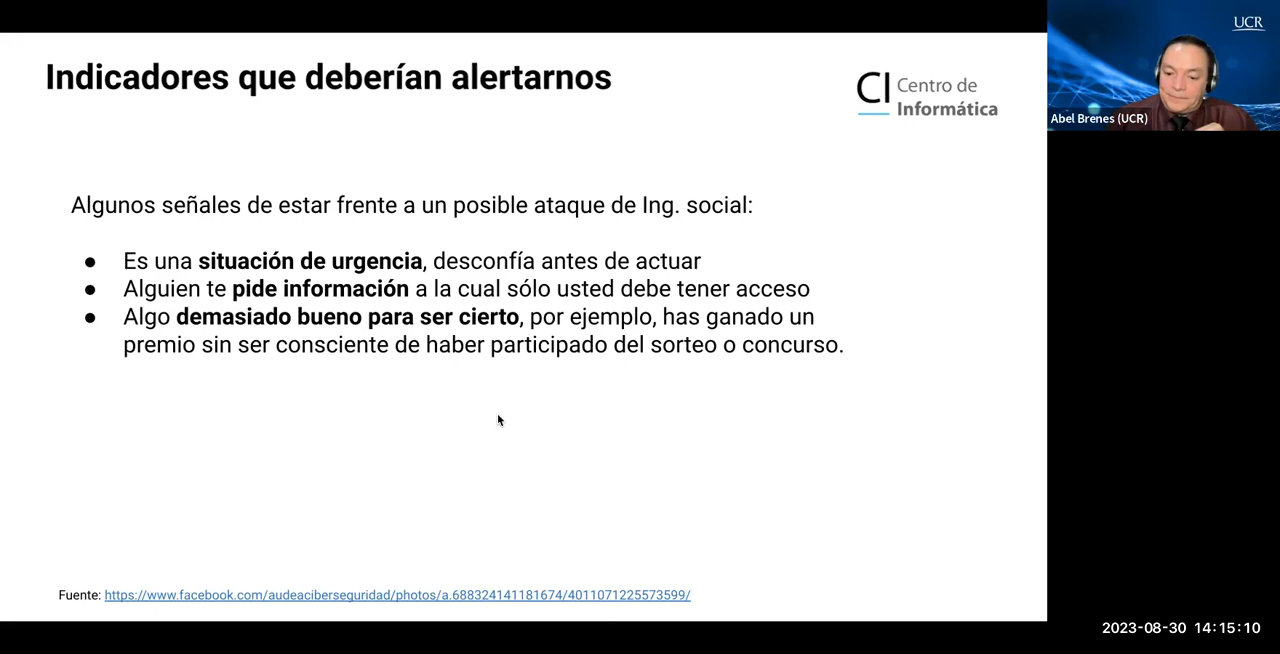 Indicadores que deberían alertarnos
CI Centro de
Informática
UCR
Abel Brenes (UCR)
Algunos señales de estar frente a un posible ataque de Ing. social:
● Es una situación de urgencia, desconfía antes de actuar
● Alguien te pide información a la cual sólo usted debe tener acceso
● Algo demasiado bueno para ser cierto, por ejemplo, has ganado un
premio sin ser consciente de haber participado del sorteo o concurso.
Fuente: https://www.facebook.com/audeaciberseguridad/photos/a.688324141181674/4011071225573599/
2023-08-30 14:15:10